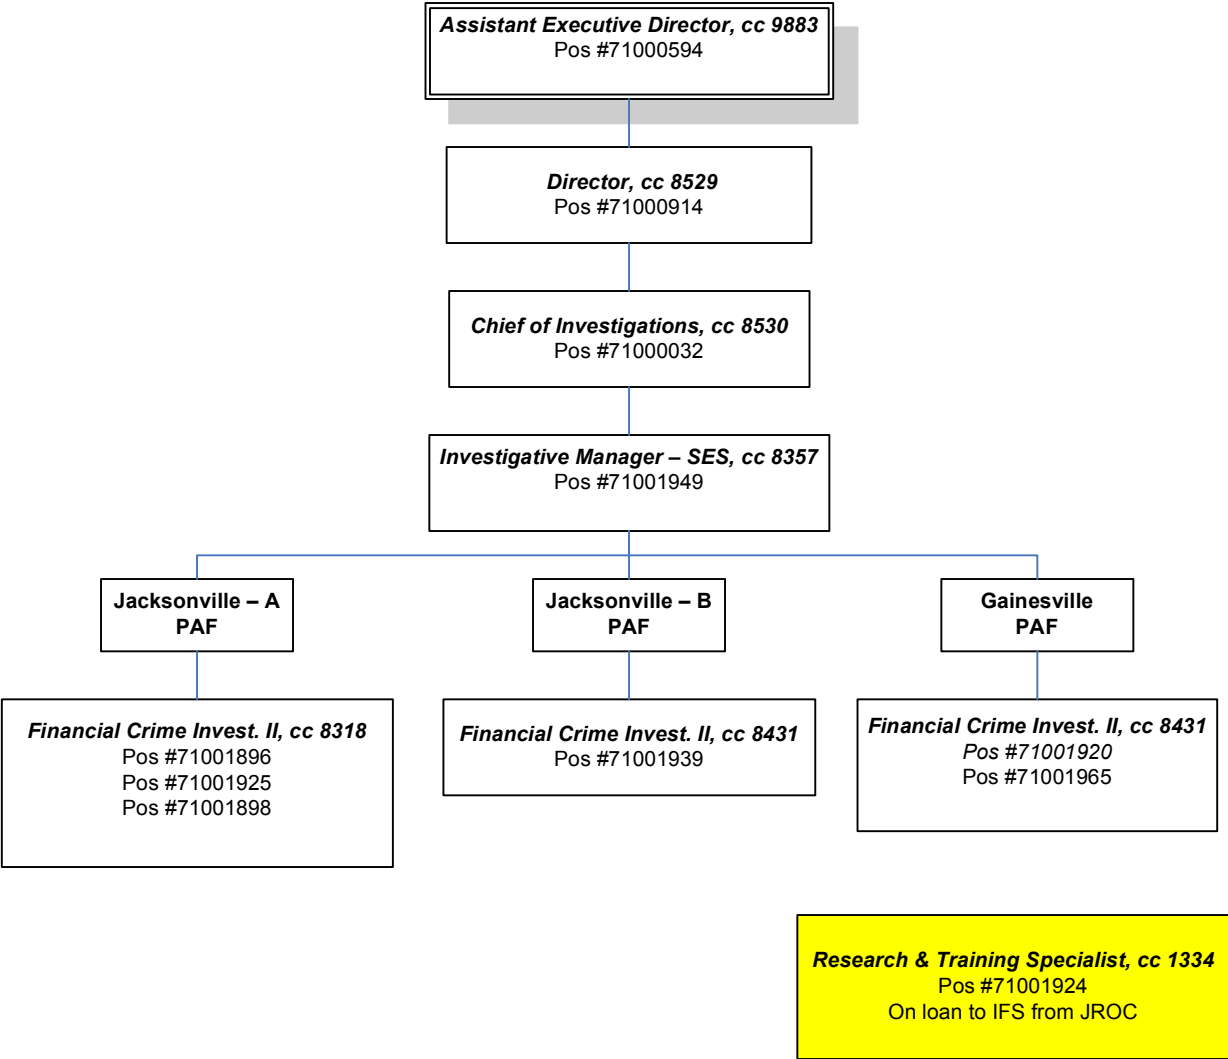 Assistant Executive Director, cc 9883
Pos #71000594
Director, cc 8529
Pos #71000914
Chief of Investigations, cc 8530
Pos #71000032
Investigative Manager – SES, cc 8357
Pos #71001949
Jacksonville – A
PAF
Jacksonville – B
PAF
Gainesville
PAF
Financial Crime Invest. II, cc 8318
Pos #71001896
Pos #71001925
Pos #71001898
Financial Crime Invest. II, cc 8431
Pos #71001939
Financial Crime Invest. II, cc 8431
Pos #71001920
Pos #71001965
Research & Training Specialist, cc 1334
Pos #71001924
On loan to IFS from JROC